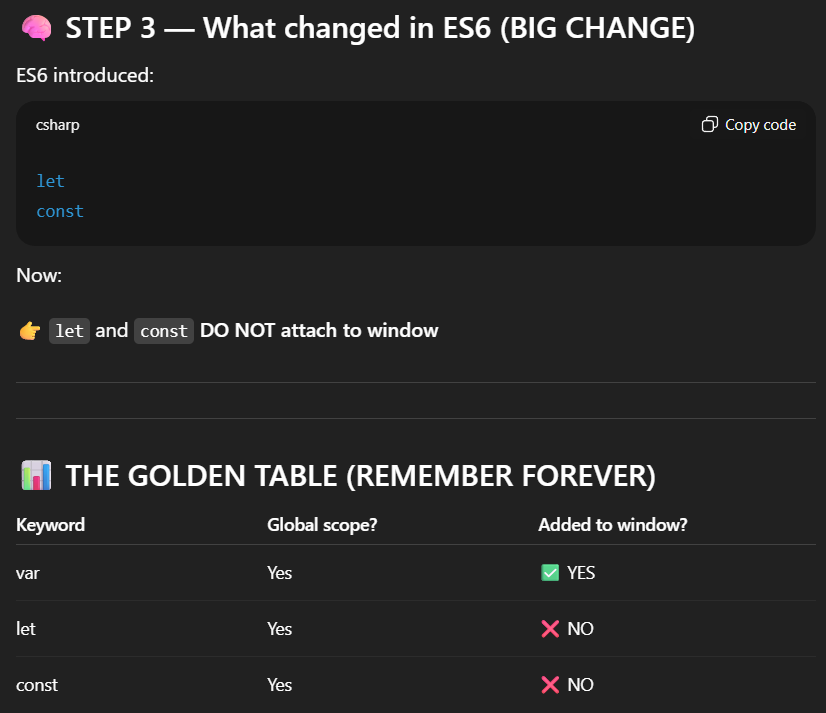 🧠 STEP 3 — What changed in ES6 (BIG CHANGE)
ES6 introduced:
csharp Copy code
let
const
Now:
👉 let and const DO NOT attach to window
📊 THE GOLDEN TABLE (REMEMBER FOREVER)
Keyword Global scope? Added to window?
var Yes ✅ YES
let Yes ❌ NO
const Yes ❌ NO